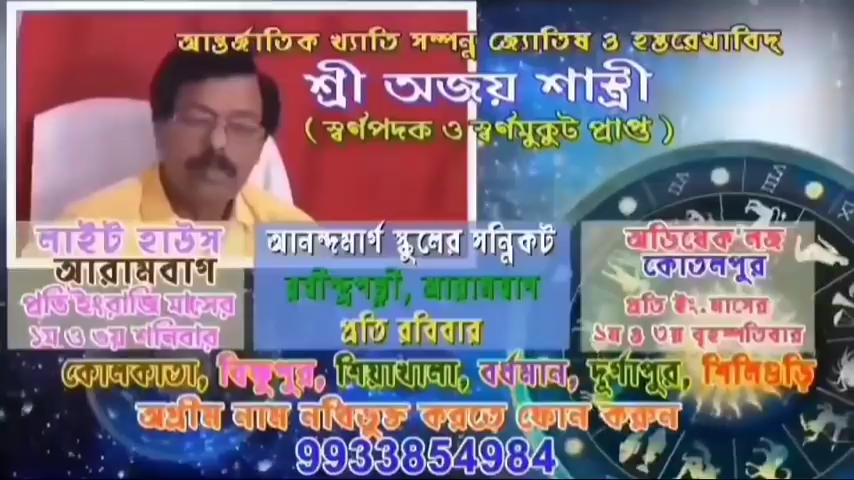 আন্তর্জাতিক খ্যাতি সম্পন্ন জ্যোতিষ ও হস্তরেখাবিদ্
শ্রী অজয় শাস্ত্রী
( স্বর্ণপদক ও স্বর্ণমুকুট প্রাপ্ত )
লাইট হাউস
আরামবাগ
প্রতি ইংরাজি মাসের
১ম ও ৩য় শনিবার
আনন্দমার্গ স্কুলের সন্নিকট
রবীন্দ্রপল্লী, আরামবাগ
প্রতি রবিবার
অভিষেক লজ
কোতলপুর
প্রতি ইং.মাসের
১ম ও ৩য় বৃহস্পতিবার
কোলকাতা, বিষ্ণুপুর, শিয়াখালা, বর্ধমান, দুর্গাপুর, শিলিগুড়ি
অগ্রীম নাম নথিভুক্ত করতে ফোন করুন
9933854984